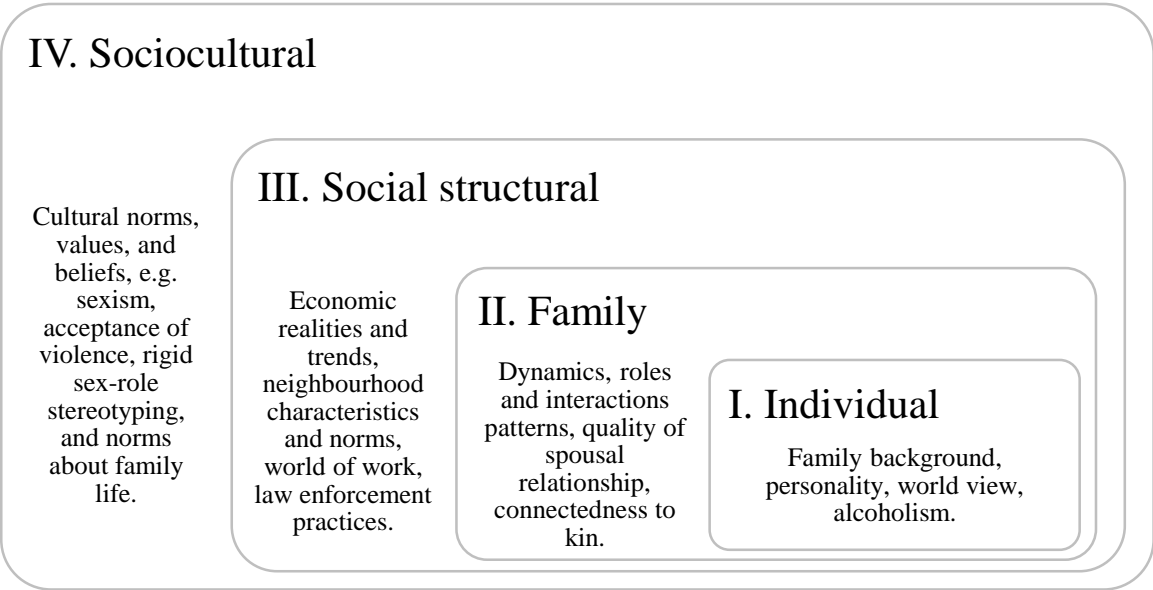 IV. Sociocultural
Cultural norms,
values, and
beliefs, e.g.
sexism,
acceptance of
violence, rigid
sex-role
stereotyping,
and norms
about family
life.
III. Social structural
Economic
realities and
trends,
neighbourhood
characteristics
and norms,
world of work,
law enforcement
practices.
II. Family
Dynamics, roles
and interactions
patterns, quality of
spousal
relationship,
connectedness to
kin.
I. Individual
Family background,
personality, world view,
alcoholism.